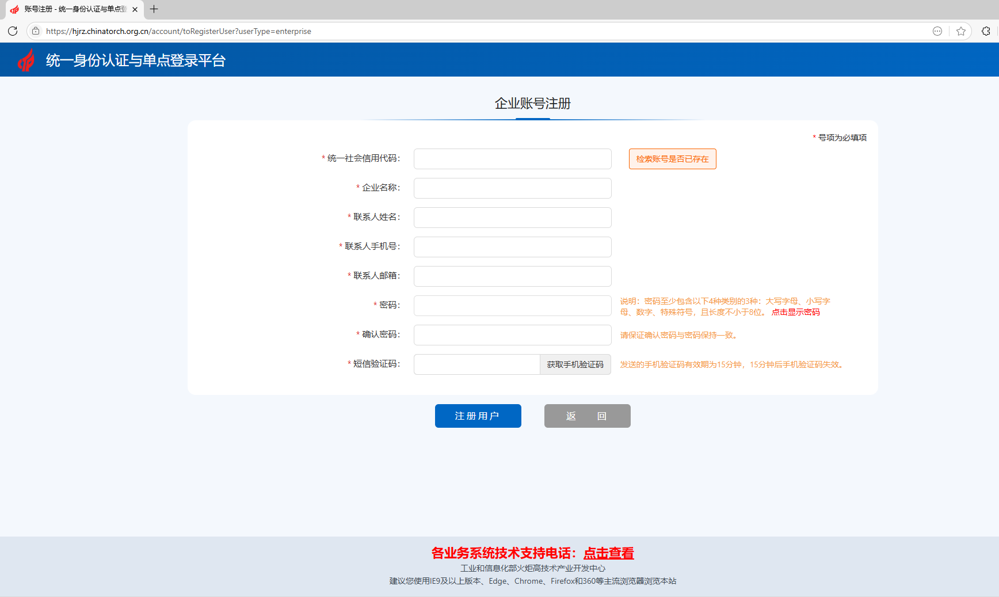 账号注册 - 统一身份认证与单点登
https://hjrz.chinatorch.org.cn/account/toRegisterUser?userType=enterprise
统一身份认证与单点登录平台
企业账号注册
* 号项为必填项
* 统一社会信用代码： 检索账号是否已存在
* 企业名称：
* 联系人姓名：
* 联系人手机号：
* 联系人邮箱：
* 密码： 说明：密码至少包含以下4种类别的3种：大写字母、小写字
母、数字、特殊符号，且长度不小于8位。 点击显示密码
* 确认密码： 请保证确认密码与密码保持一致。
* 短信验证码： 获取手机验证码 发送的手机验证码有效期为15分钟，15分钟后手机验证码失效。
注册用户 返 回
各业务系统技术支持电话：点击查看
工业和信息化部火炬高技术产业开发中心
建议您使用IE9及以上版本、Edge、Chrome、Firefox和360等主流浏览器浏览本站